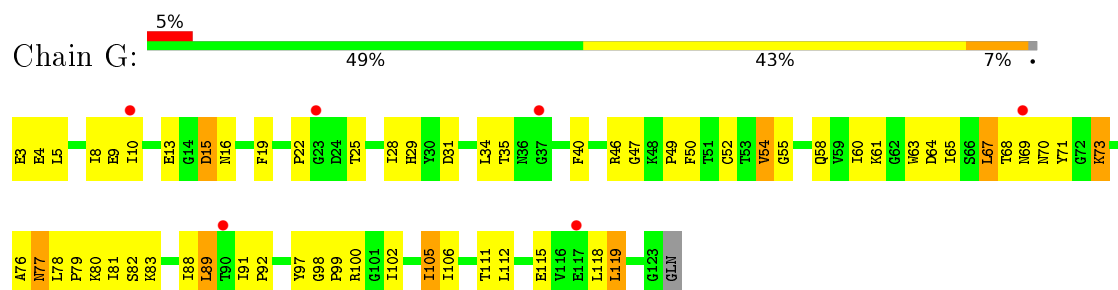 5%
Chain G:
49% 43% 7% •
E3 E4 L5 I8 E9 I10 E13 G14 D15 N16 F19 P22 G23 D24 T25 I28 H29 Y30 D31 L34 T35 N36 G37 F40 R46 G47 K48 P49 F50 T51 C52 T53 V54 G55 Q58 V59 I60 K61 G62 W63 D64 I65 S66 L67 T68 N69 N70 Y71 G72 K73
A76 N77 L78 P79 K80 I81 S82 K83 I88 L89 T90 I91 P92 Y97 G98 P99 R100 G101 I102 I105 I106 T111 L112 E115 V116 E117 L118 L119 G123 GLN